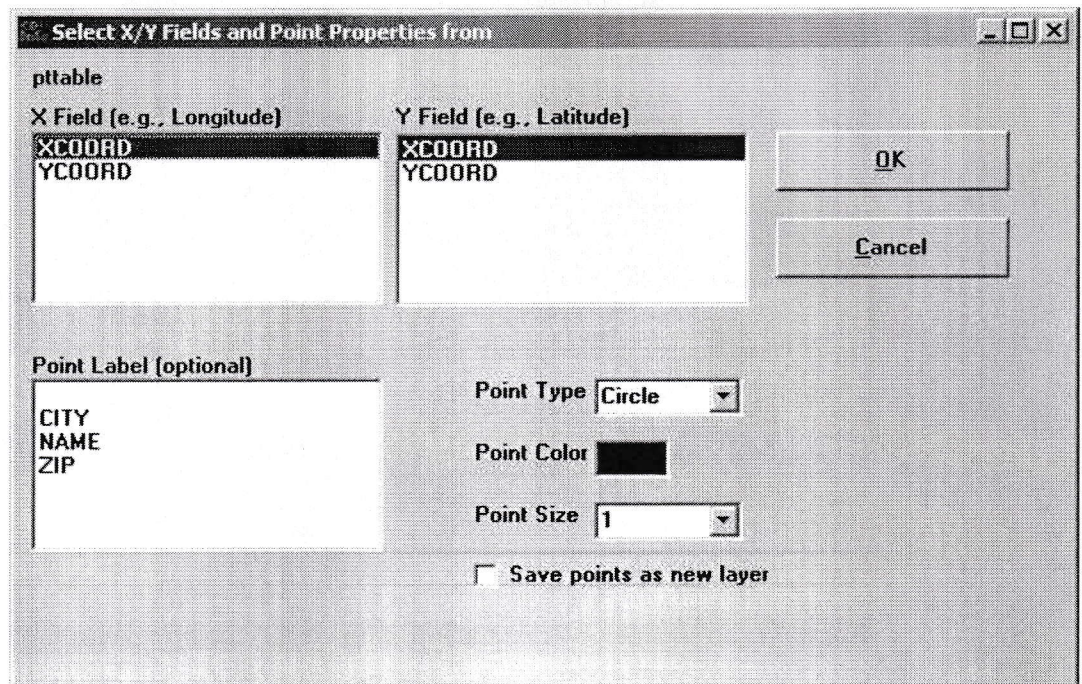 Select X/Y Fields and Point Properties from
pttable
X Field (e.g., Longitude)
XCOORD
YCOORD
Y Field (e.g., Latitude)
XCOORD
YCOORD
OK
Cancel
Point Label (optional)
CITY
NAME
ZIP
Point Type Circle
Point Color
Point Size 1
Save points as new layer